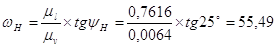 ω_H = μ_i / μ_v × tgψ_H = 0,7616 / 0,0064 × tg25° = 55,49